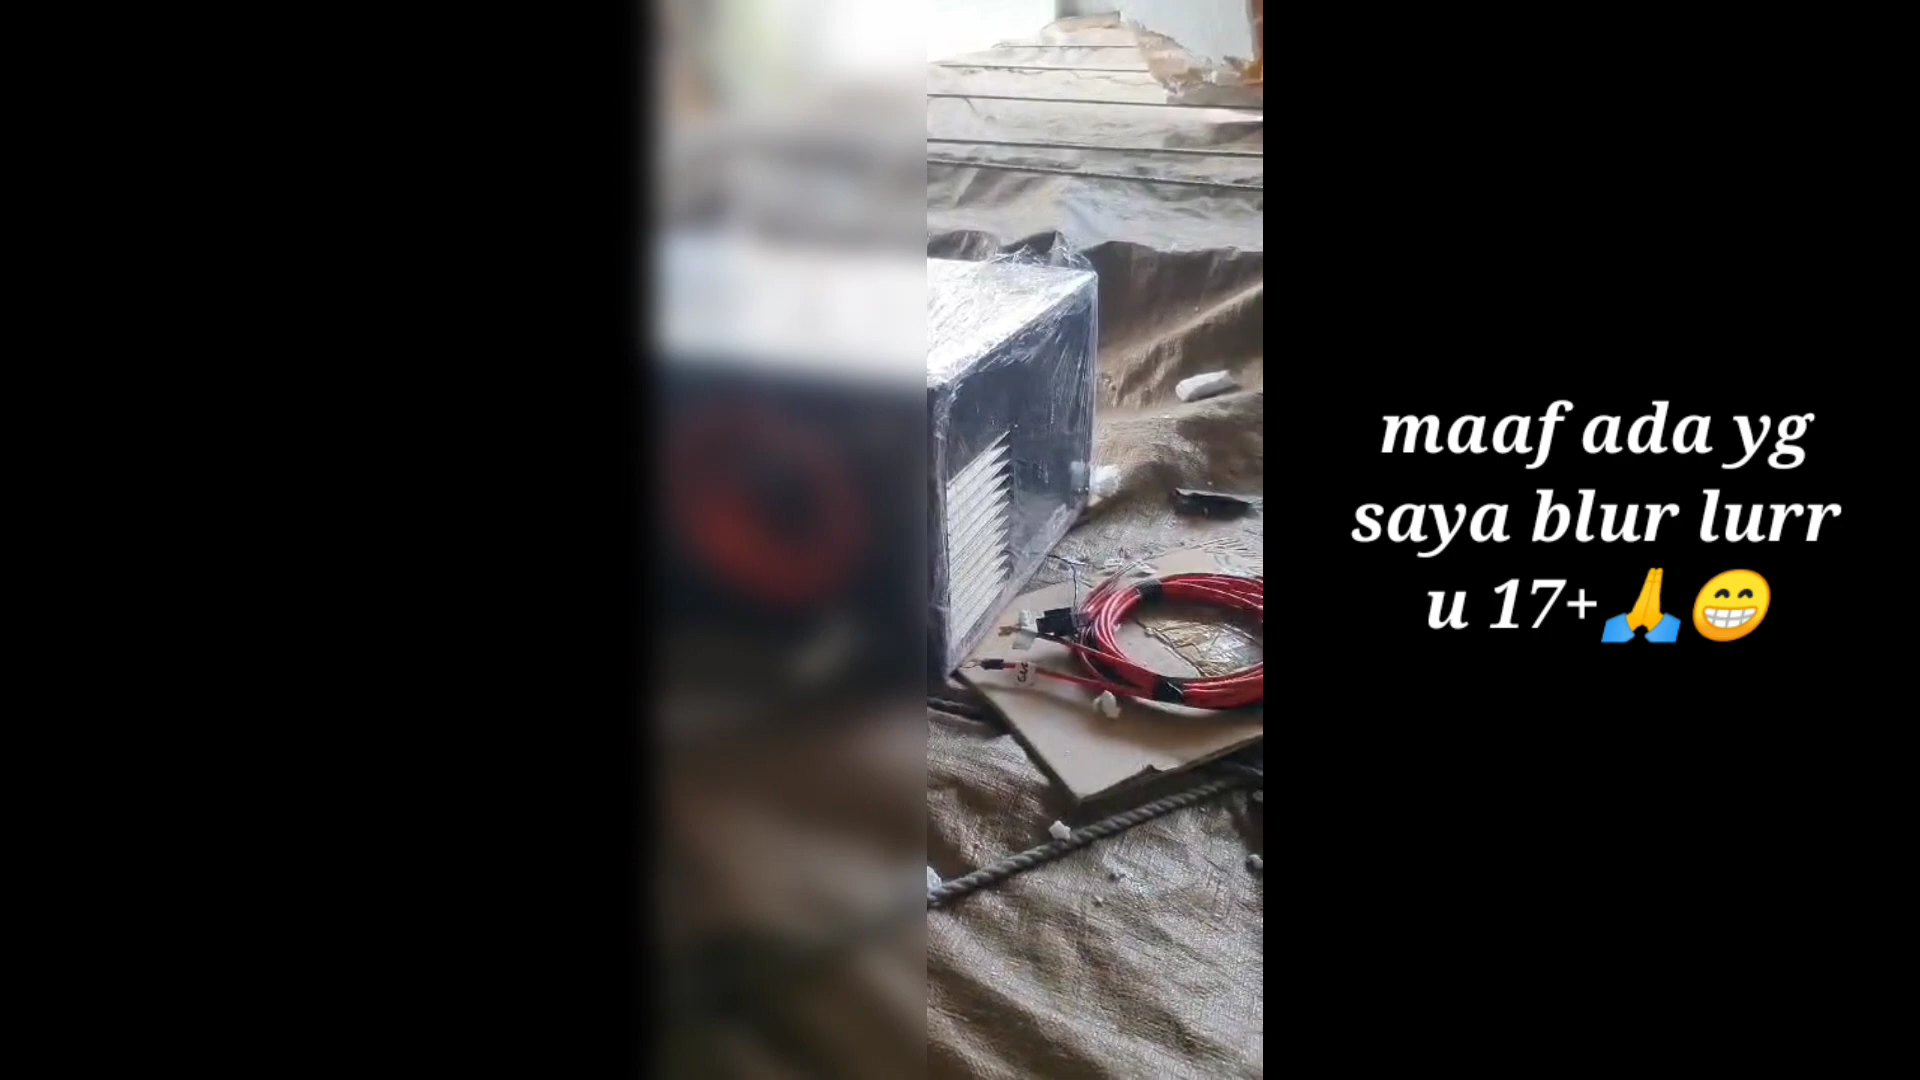 maaf ada yg
saya blur lurr
u 17+🙏😁